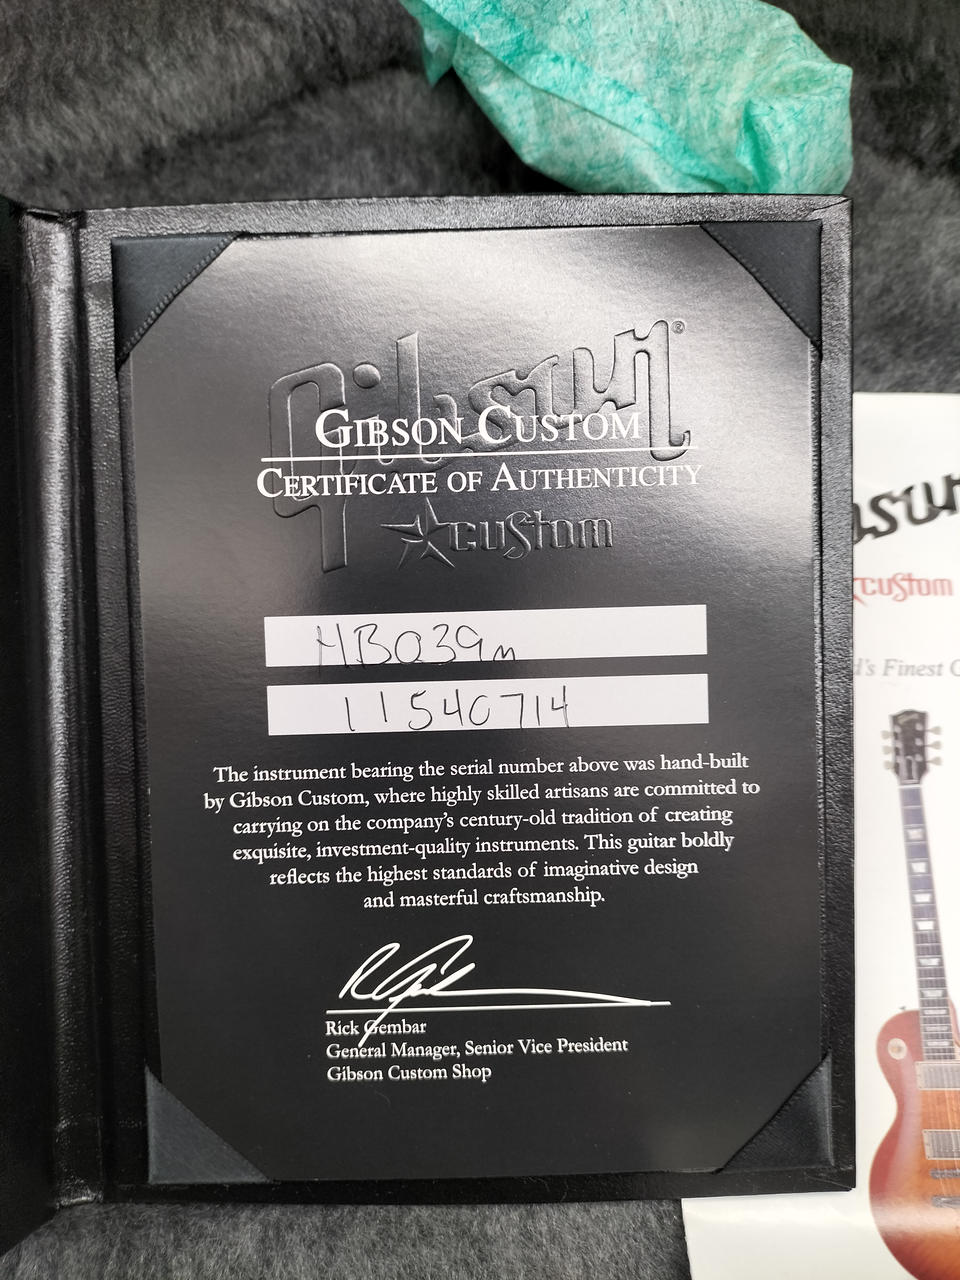 Gibson®
GIBSON CUSTOM
CERTIFICATE OF AUTHENTICITY
custom
11540714
The instrument bearing the serial number above was hand-built
by Gibson Custom, where highly skilled artisans are committed to
carrying on the company's century-old tradition of creating
exquisite, investment-quality instruments. This guitar boldly
reflects the highest standards of imaginative design
and masterful craftsmanship.
Rick Gembar
General Manager, Senior Vice President
Gibson Custom Shop
custom
Finest